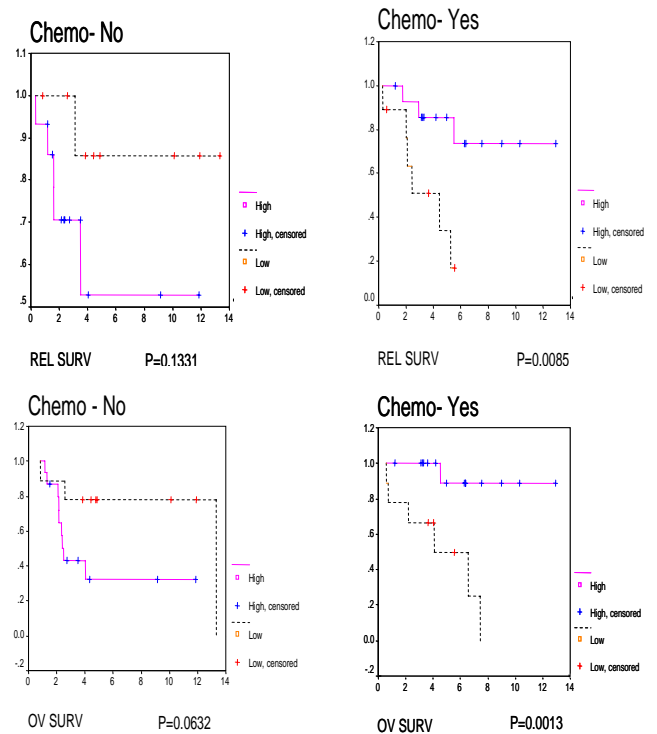 Chemo- No
1.1
1.0
.9
.8
.7
.6
.5
0 2 4 6 8 10 12 14
High
High, censored
Low
Low, censored
REL SURV P=0.1331
Chemo- Yes
1.2
1.0
.8
.6
.4
.2
0.0
0 2 4 6 8 10 12 14
High
High, censored
Low
Low, censored
REL SURV P=0.0085
Chemo - No
1.2
1.0
.8
.6
.4
.2
0.0
-.2
0 2 4 6 8 10 12 14
High
High, censored
Low
Low, censored
OV SURV P=0.0632
Chemo- Yes
1.2
1.0
.8
.6
.4
.2
0.0
-.2
0 2 4 6 8 10 12 14
High
High, censored
Low
Low, censored
OV SURV P=0.0013